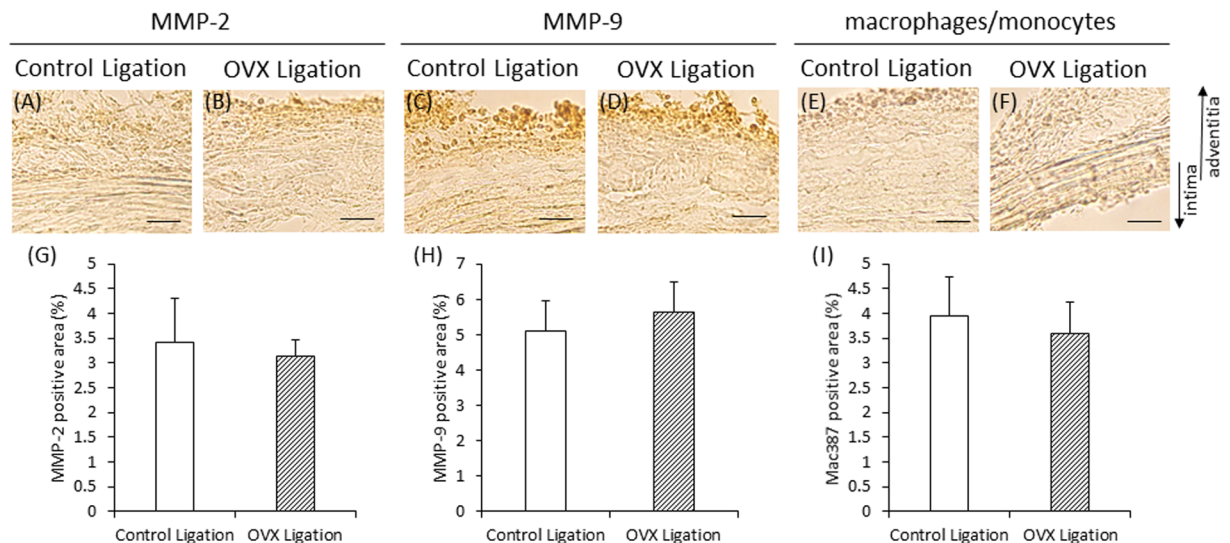 MMP-2 MMP-9 macrophages/monocytes
Control Ligation OVX Ligation Control Ligation OVX Ligation Control Ligation OVX Ligation
(A) (B) (C) (D) (E) (F)
intima
adventitia
(G) (H) (I)
MMP-2 positive area (%)
5
4.5
4
3.5
3
2.5
2
1.5
1
0.5
0
Control Ligation OVX Ligation
MMP-9 positive area (%)
7
6
5
4
3
2
1
0
Control Ligation OVX Ligation
Mac387 positive area (%)
5
4.5
4
3.5
3
2.5
2
1.5
1
0.5
0
Control Ligation OVX Ligation